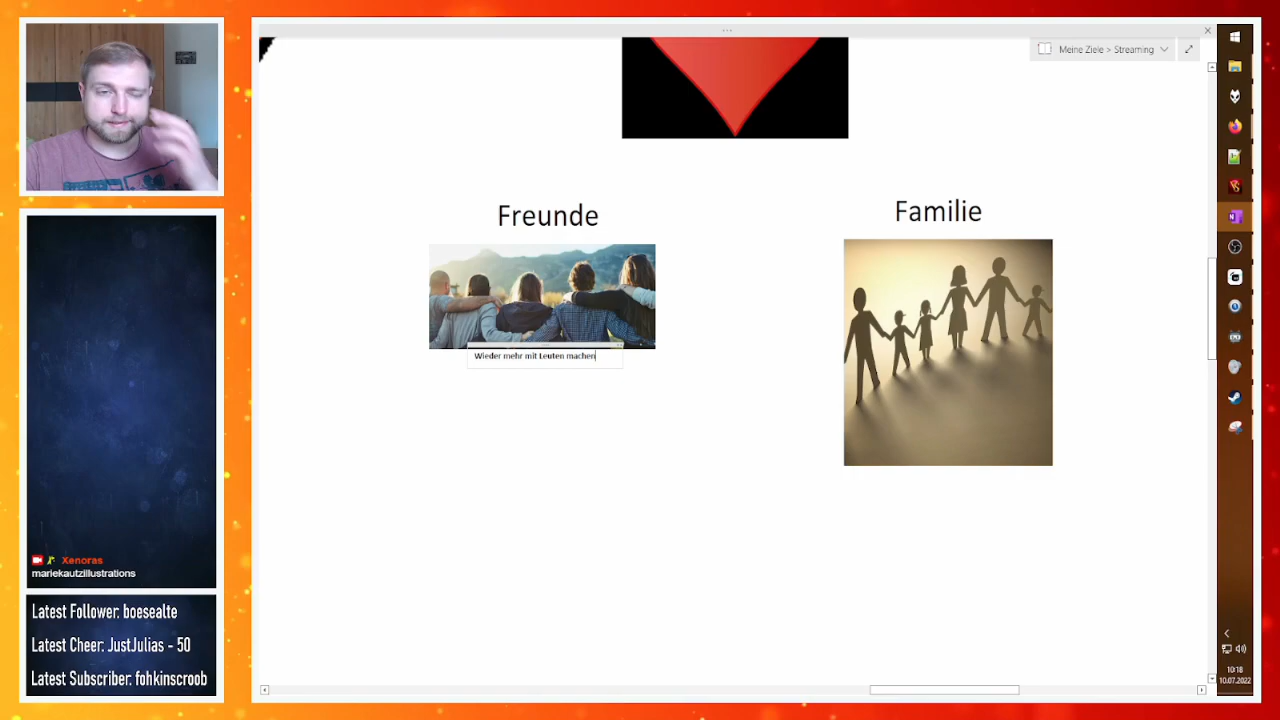 Meine Ziele > Streaming
Freunde
Familie
Wieder mehr mit Leuten machen
Xenoras
mariekautzillustrations
Latest Follower: boesealte
Latest Cheer: JustJulias - 50
Latest Subscriber: fohkinscroob
10:18
10.07.2022